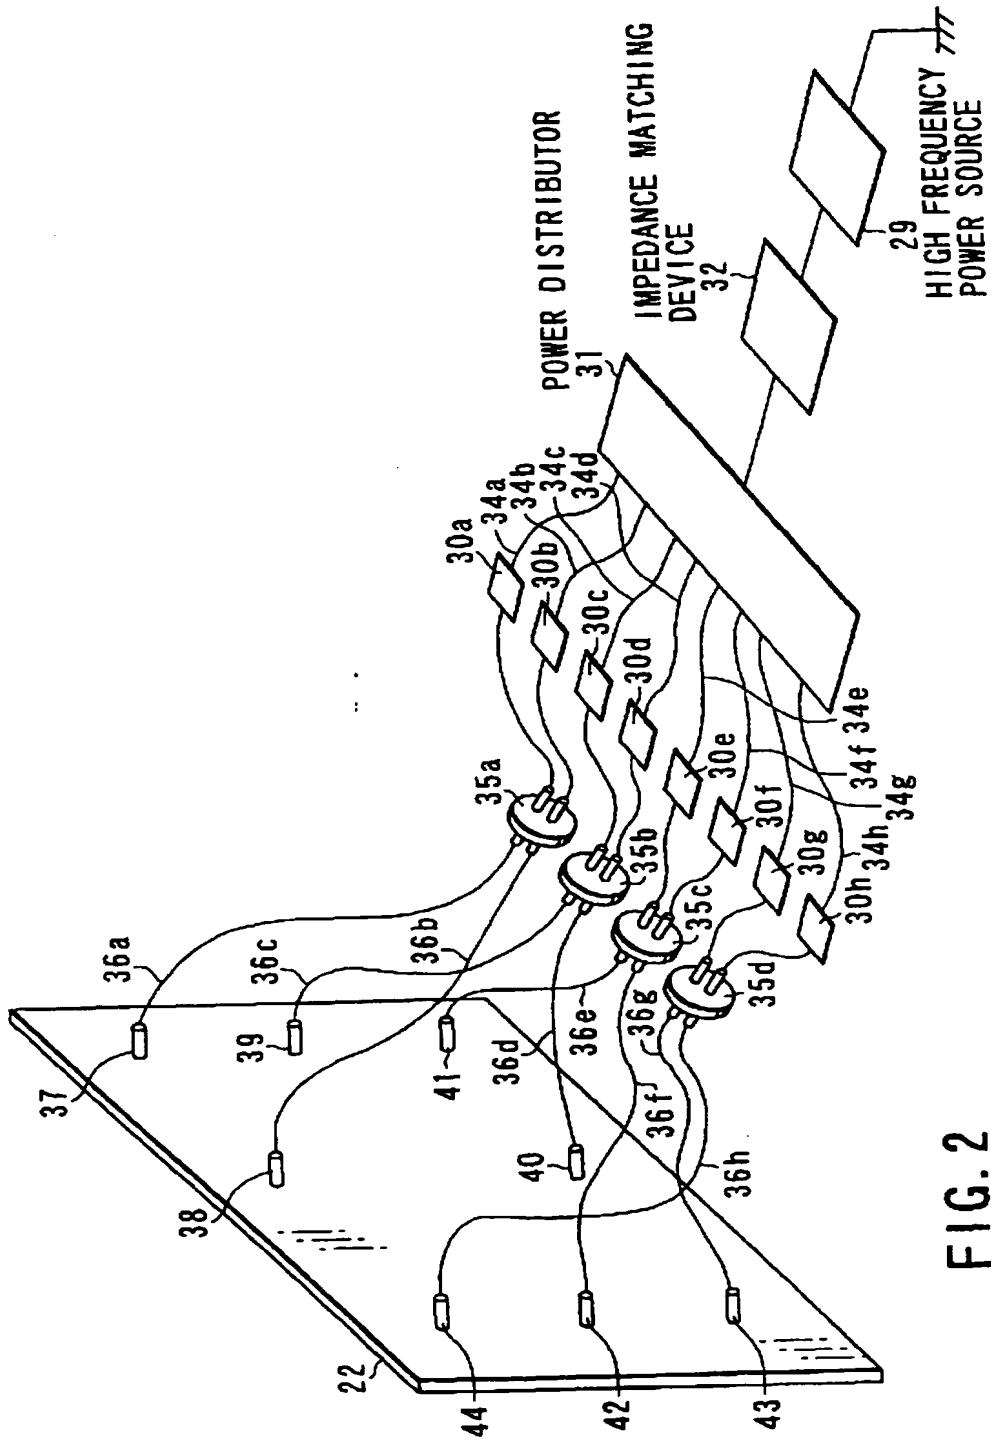 POWER DISTRIBUTOR
31
IMPEDANCE MATCHING
DEVICE
32
29
HIGH FREQUENCY
POWER SOURCE
34a
34b
34c
34d
34e
34f
34g
34h
30a
30b
30c
30d
30e
30f
30g
30h
35a
35b
35c
35d
36a
36c
36b
36e
36d
36g
36f
36h
37
39
41
38
40
22
44
42
43
FIG. 2